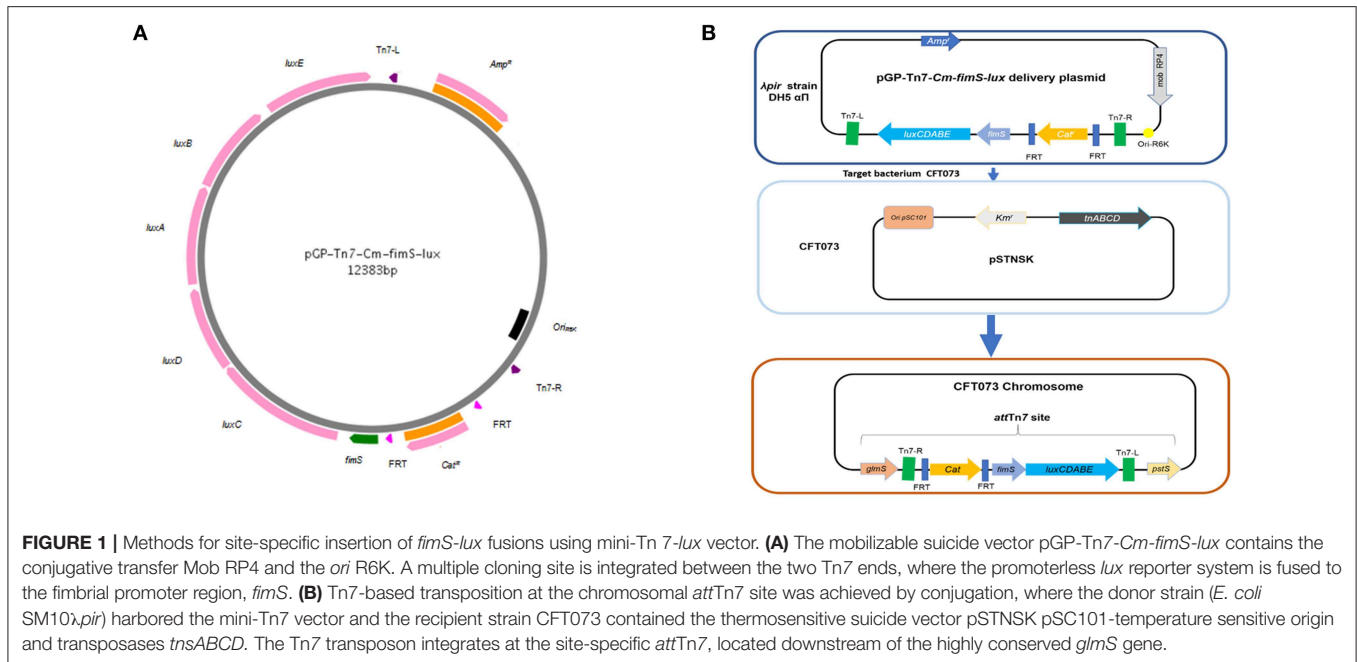 A
Tn7-L
luxE
AmpR
luxB
luxA
pGP-Tn7-Cm-fimS-lux
12383bp
OriR6K
luxD
Tn7-R
luxC
FRT
fimS
FRT
CatR
B
Ampr
λpir strain
DH5 αΠ
pGP-Tn7-Cm-fimS-lux delivery plasmid
mob RP4
Tn7-L
luxCDABE
fimS
Catr
Tn7-R
FRT
FRT
Ori-R6K
Target bacterium CFT073
Ori pSC101
Kmr
tnABCD
CFT073
pSTNSK
CFT073 Chromosome
attTn7 site
Tn7-R
Tn7-L
glmS
Cat
fimS
luxCDABE
pstS
FRT
FRT
FIGURE 1 | Methods for site-specific insertion of fimS-lux fusions using mini-Tn 7-lux vector. (A) The mobilizable suicide vector pGP-Tn7-Cm-fimS-lux contains the
conjugative transfer Mob RP4 and the ori R6K. A multiple cloning site is integrated between the two Tn7 ends, where the promoterless lux reporter system is fused to
the fimbrial promoter region, fimS. (B) Tn7-based transposition at the chromosomal attTn7 site was achieved by conjugation, where the donor strain (E. coli
SM10λpir) harbored the mini-Tn7 vector and the recipient strain CFT073 contained the thermosensitive suicide vector pSTNSK pSC101-temperature sensitive origin
and transposases tnsABCD. The Tn7 transposon integrates at the site-specific attTn7, located downstream of the highly conserved glmS gene.